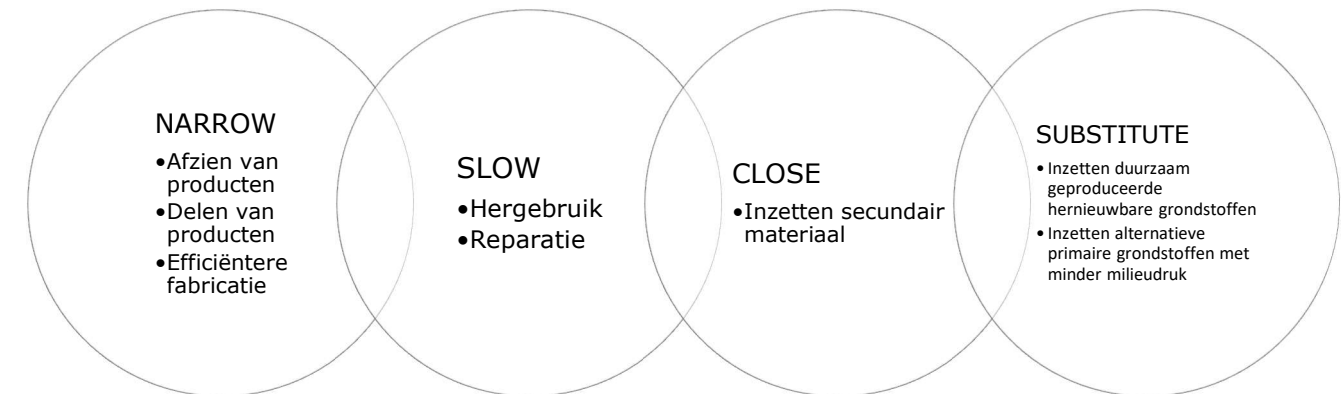 NARROW
•Afzien van
producten
•Delen van
producten
•Efficiëntere
fabricatie
SLOW
•Hergebruik
•Reparatie
CLOSE
•Inzetten secundair
materiaal
SUBSTITUTE
• Inzetten duurzaam
geproduceerde
hernieuwbare grondstoffen
• Inzetten alternatieve
primaire grondstoffen met
minder milieudruk